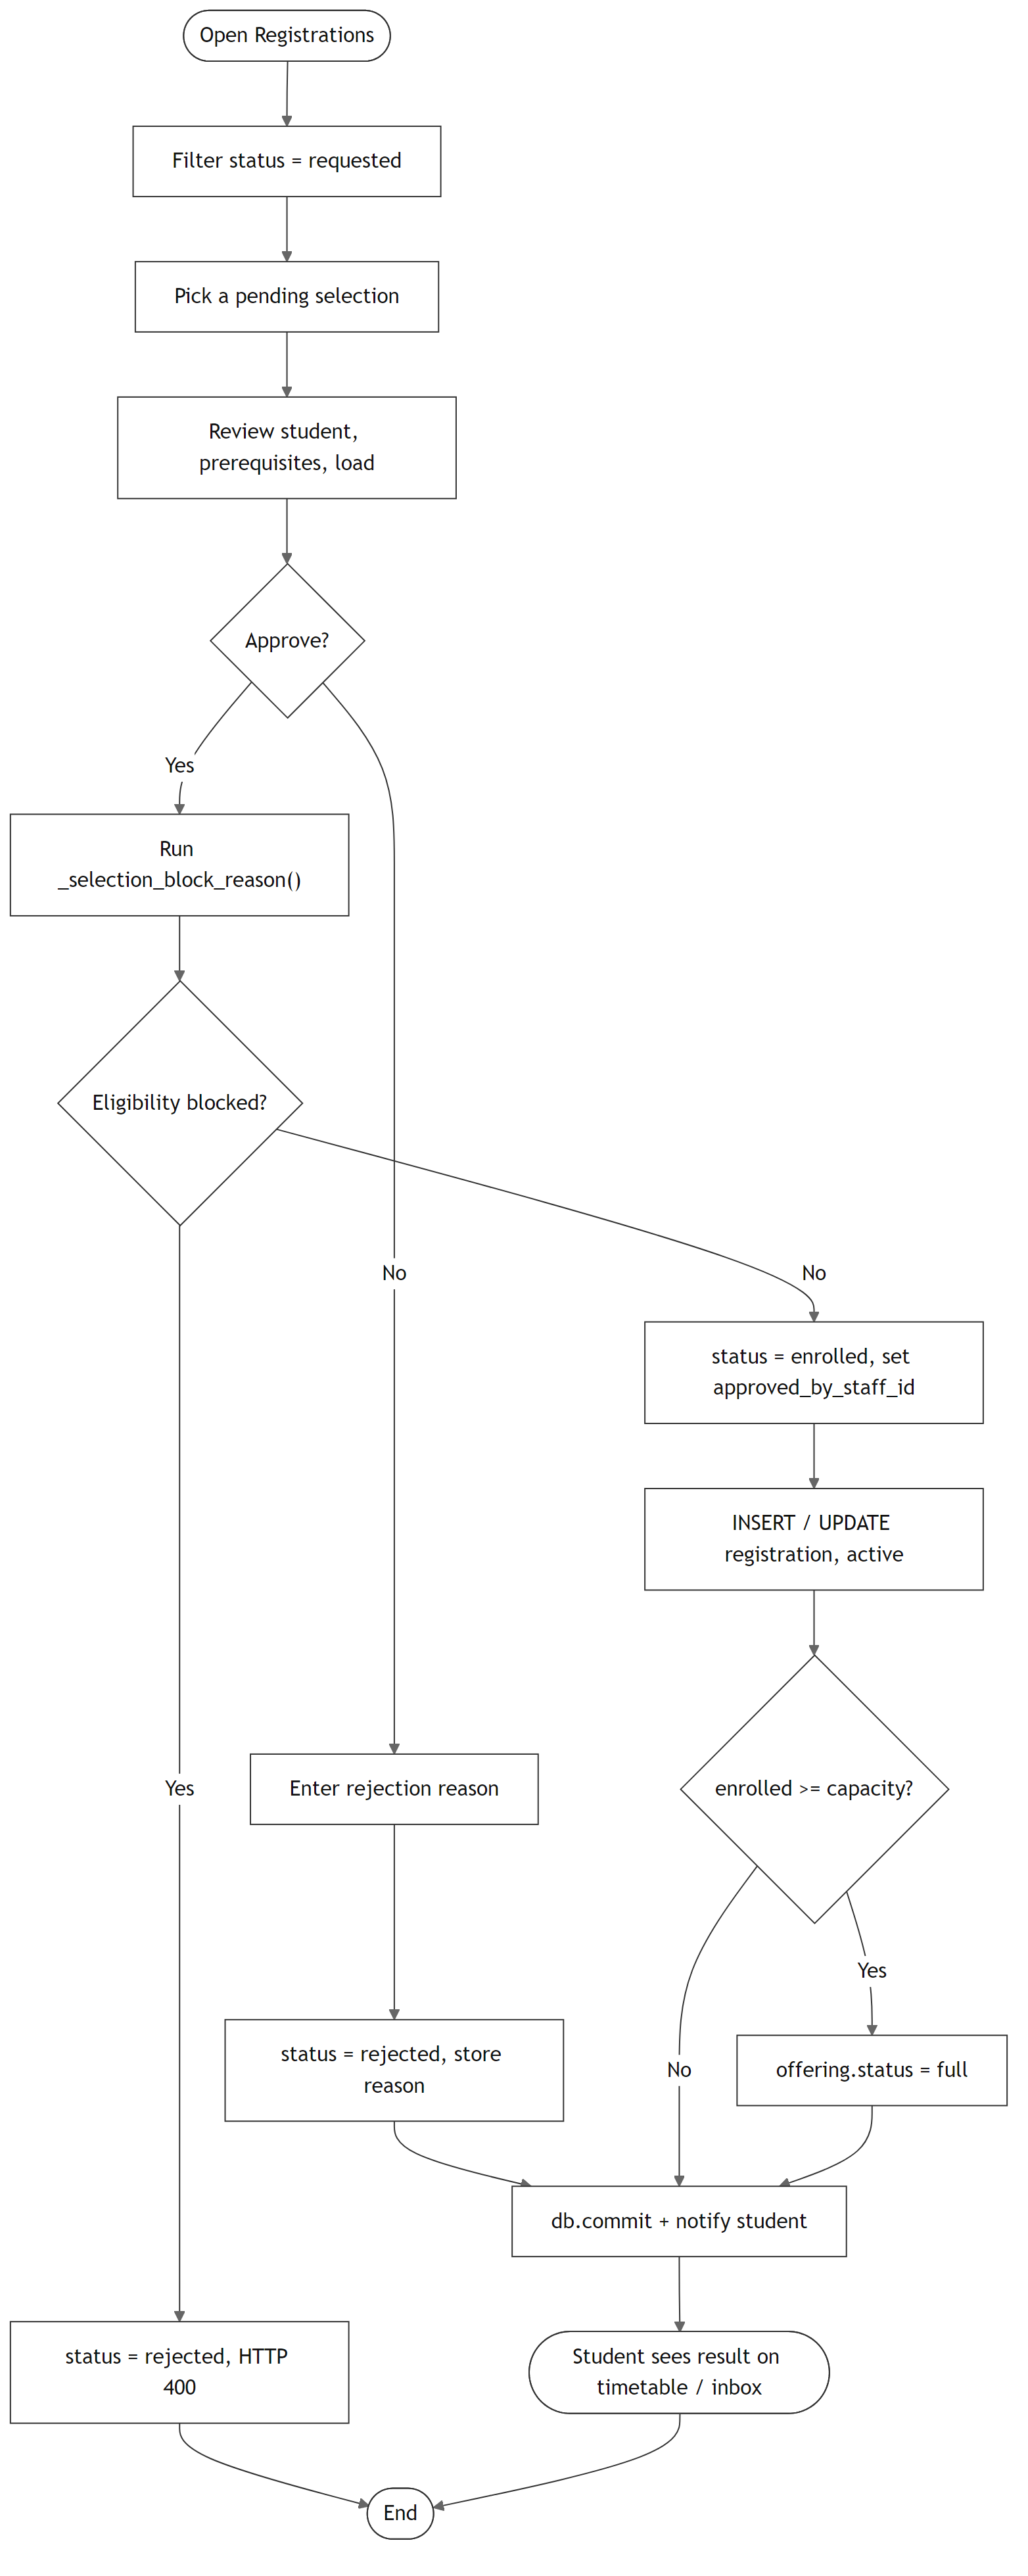 Open Registrations
Filter status = requested
Pick a pending selection
Review student,
prerequisites, load
Approve?
Yes
Run
_selection_block_reason()
Eligibility blocked?
No
No
status = enrolled, set
approved_by_staff_id
INSERT / UPDATE
registration, active
Yes
Enter rejection reason
enrolled >= capacity?
Yes
status = rejected, store
reason
No
offering.status = full
db.commit + notify student
status = rejected, HTTP
400
Student sees result on
timetable / inbox
End